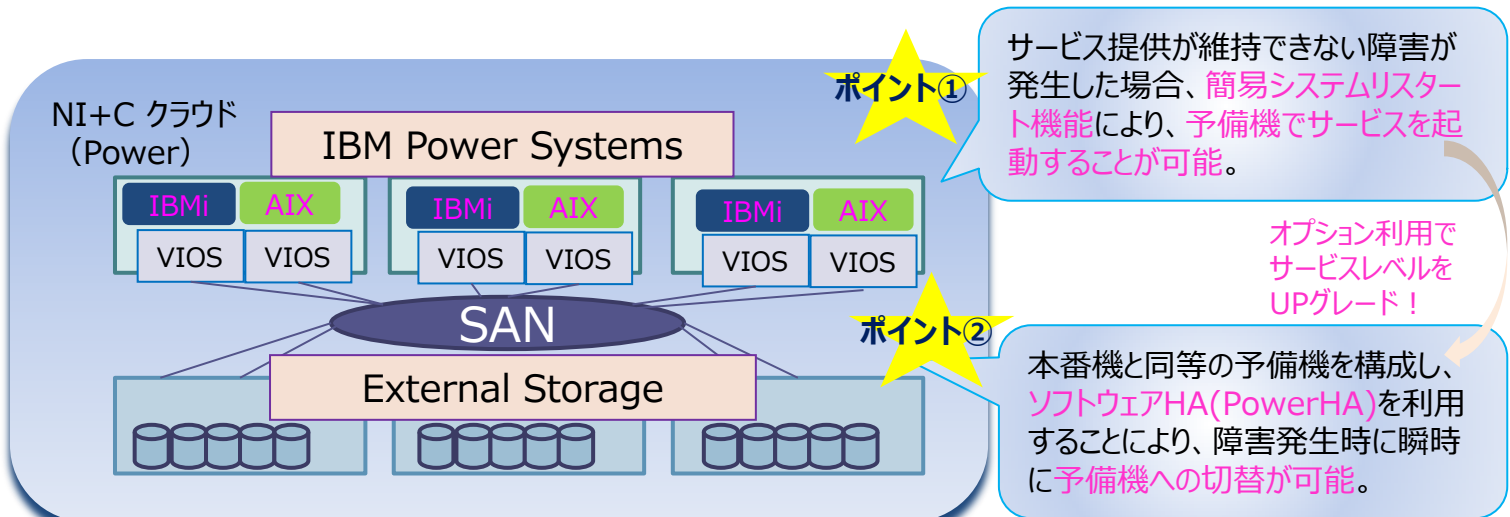 NI+C クラウド
（Power）
IBM Power Systems
IBMi AIX
IBMi AIX
IBMi AIX
VIOS VIOS
VIOS VIOS
VIOS VIOS
SAN
External Storage
ポイント①
サービス提供が維持できない障害が
発生した場合、簡易システムリスター
ト機能により、予備機でサービスを起
動することが可能。
オプション利用で
サービスレベルを
UPグレード！
ポイント②
本番機と同等の予備機を構成し、
ソフトウェアHA(PowerHA)を利用
することにより、障害発生時に瞬時
に予備機への切替が可能。